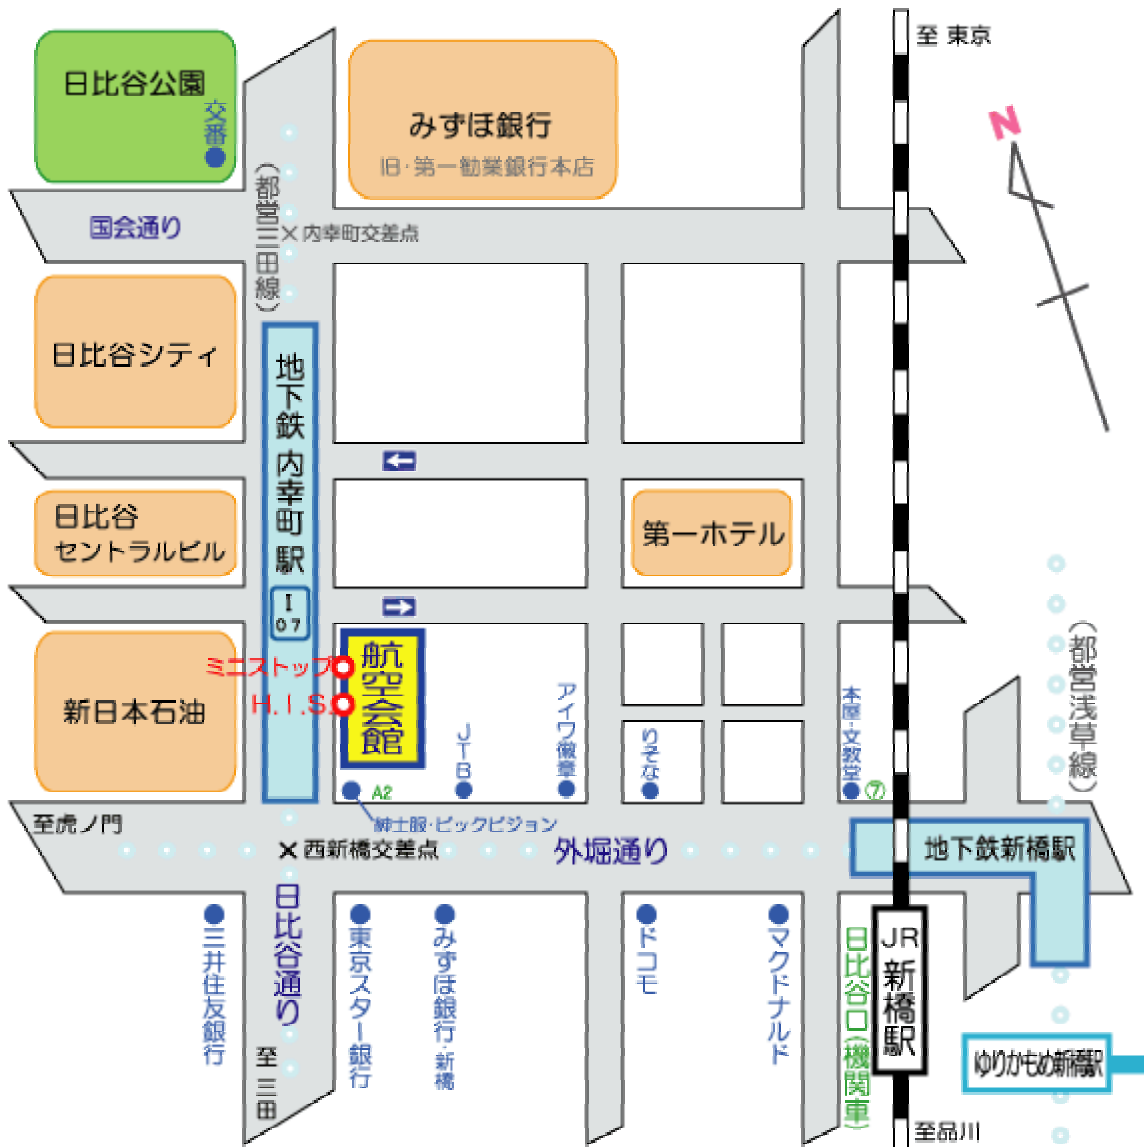 至 東京
日比谷公園
交番
みずほ銀行
旧·第一勧業銀行本店
N
(都営三田線)
国会通り
×内幸町交差点
日比谷シティ
地下鉄 内幸町 駅
←
日比谷
セントラルビル
第一ホテル
I
07
→
航空会館
ミニストップ
H.I.S.
新日本石油
JTB
アイワ徽章
りそな
本屋·文教堂
⑦
(都営浅草線)
A2
紳士服·ビックビジョン
至虎ノ門
×西新橋交差点
外堀通り
地下鉄新橋駅
日比谷通り
三井住友銀行
東京スター銀行
みずほ銀行·新橋
ドコモ
マクドナルド
日比谷口(機関車)
JR
新橋駅
ゆりかもめ新橋駅
至 三田
至品川